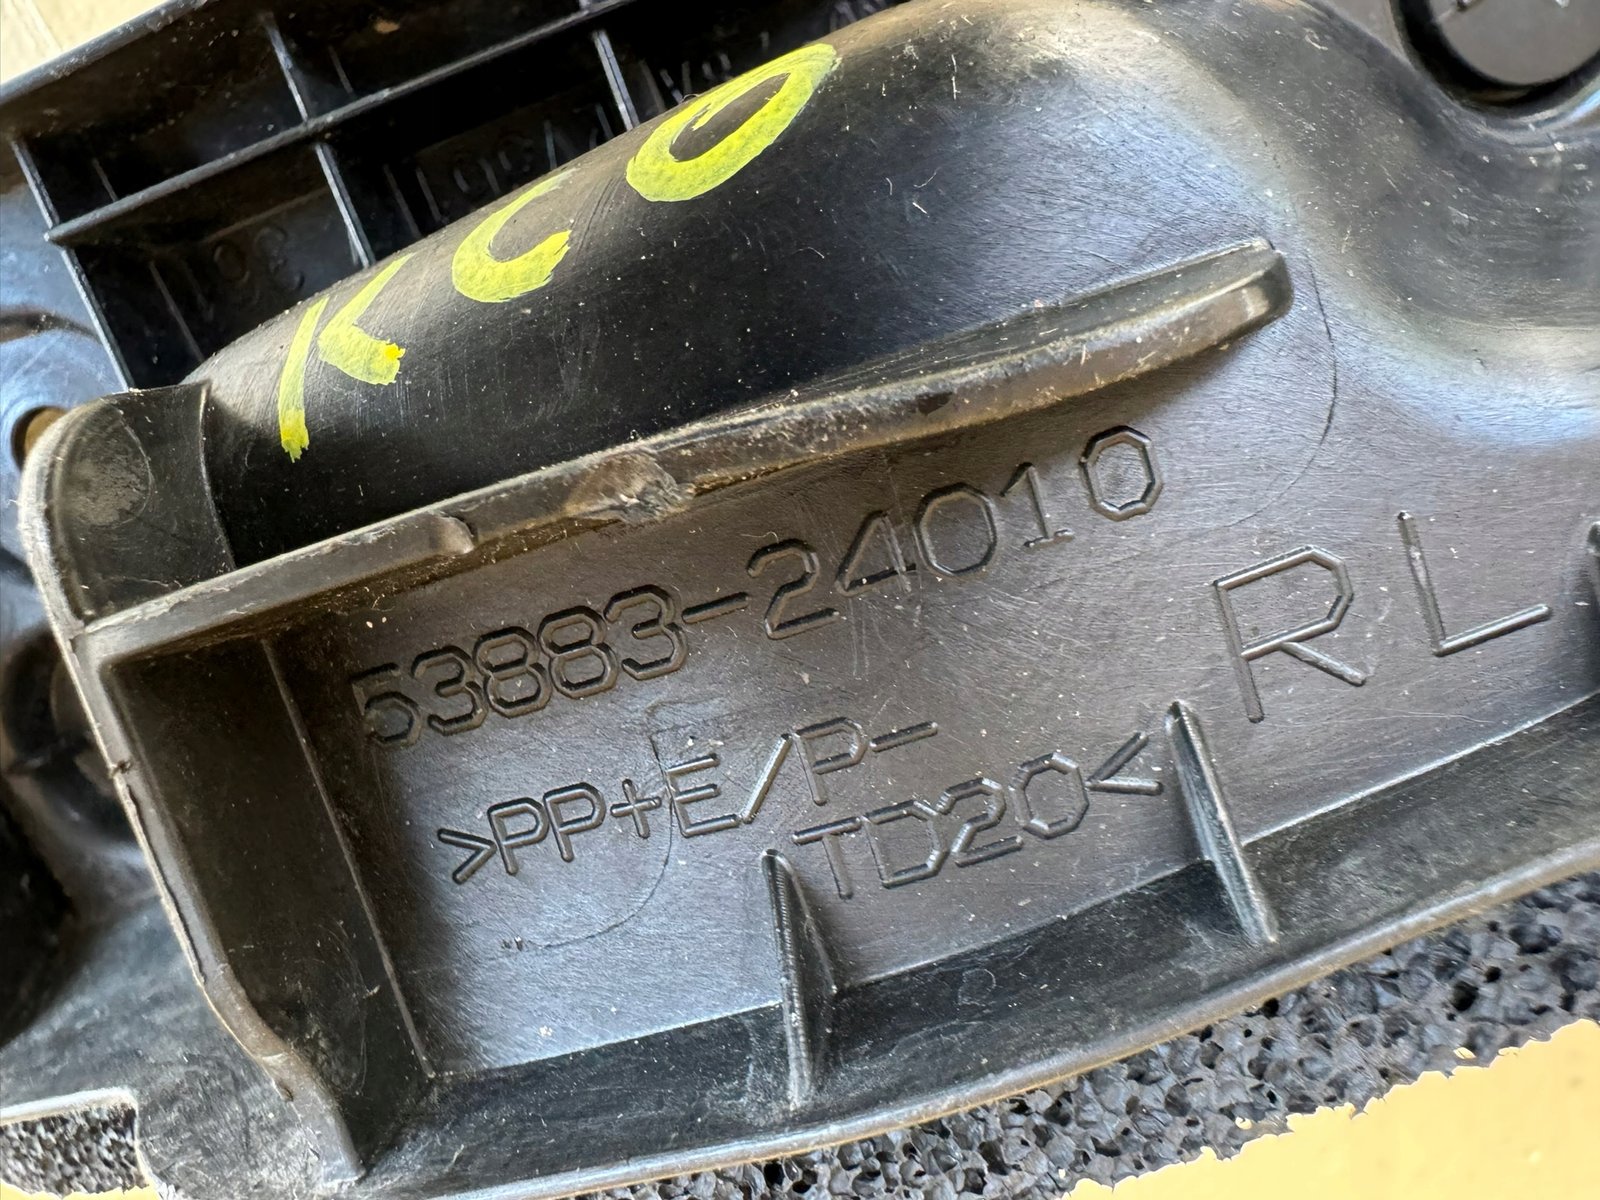 KCO
53883-24010
RL
>PP+E/P-
TD20<